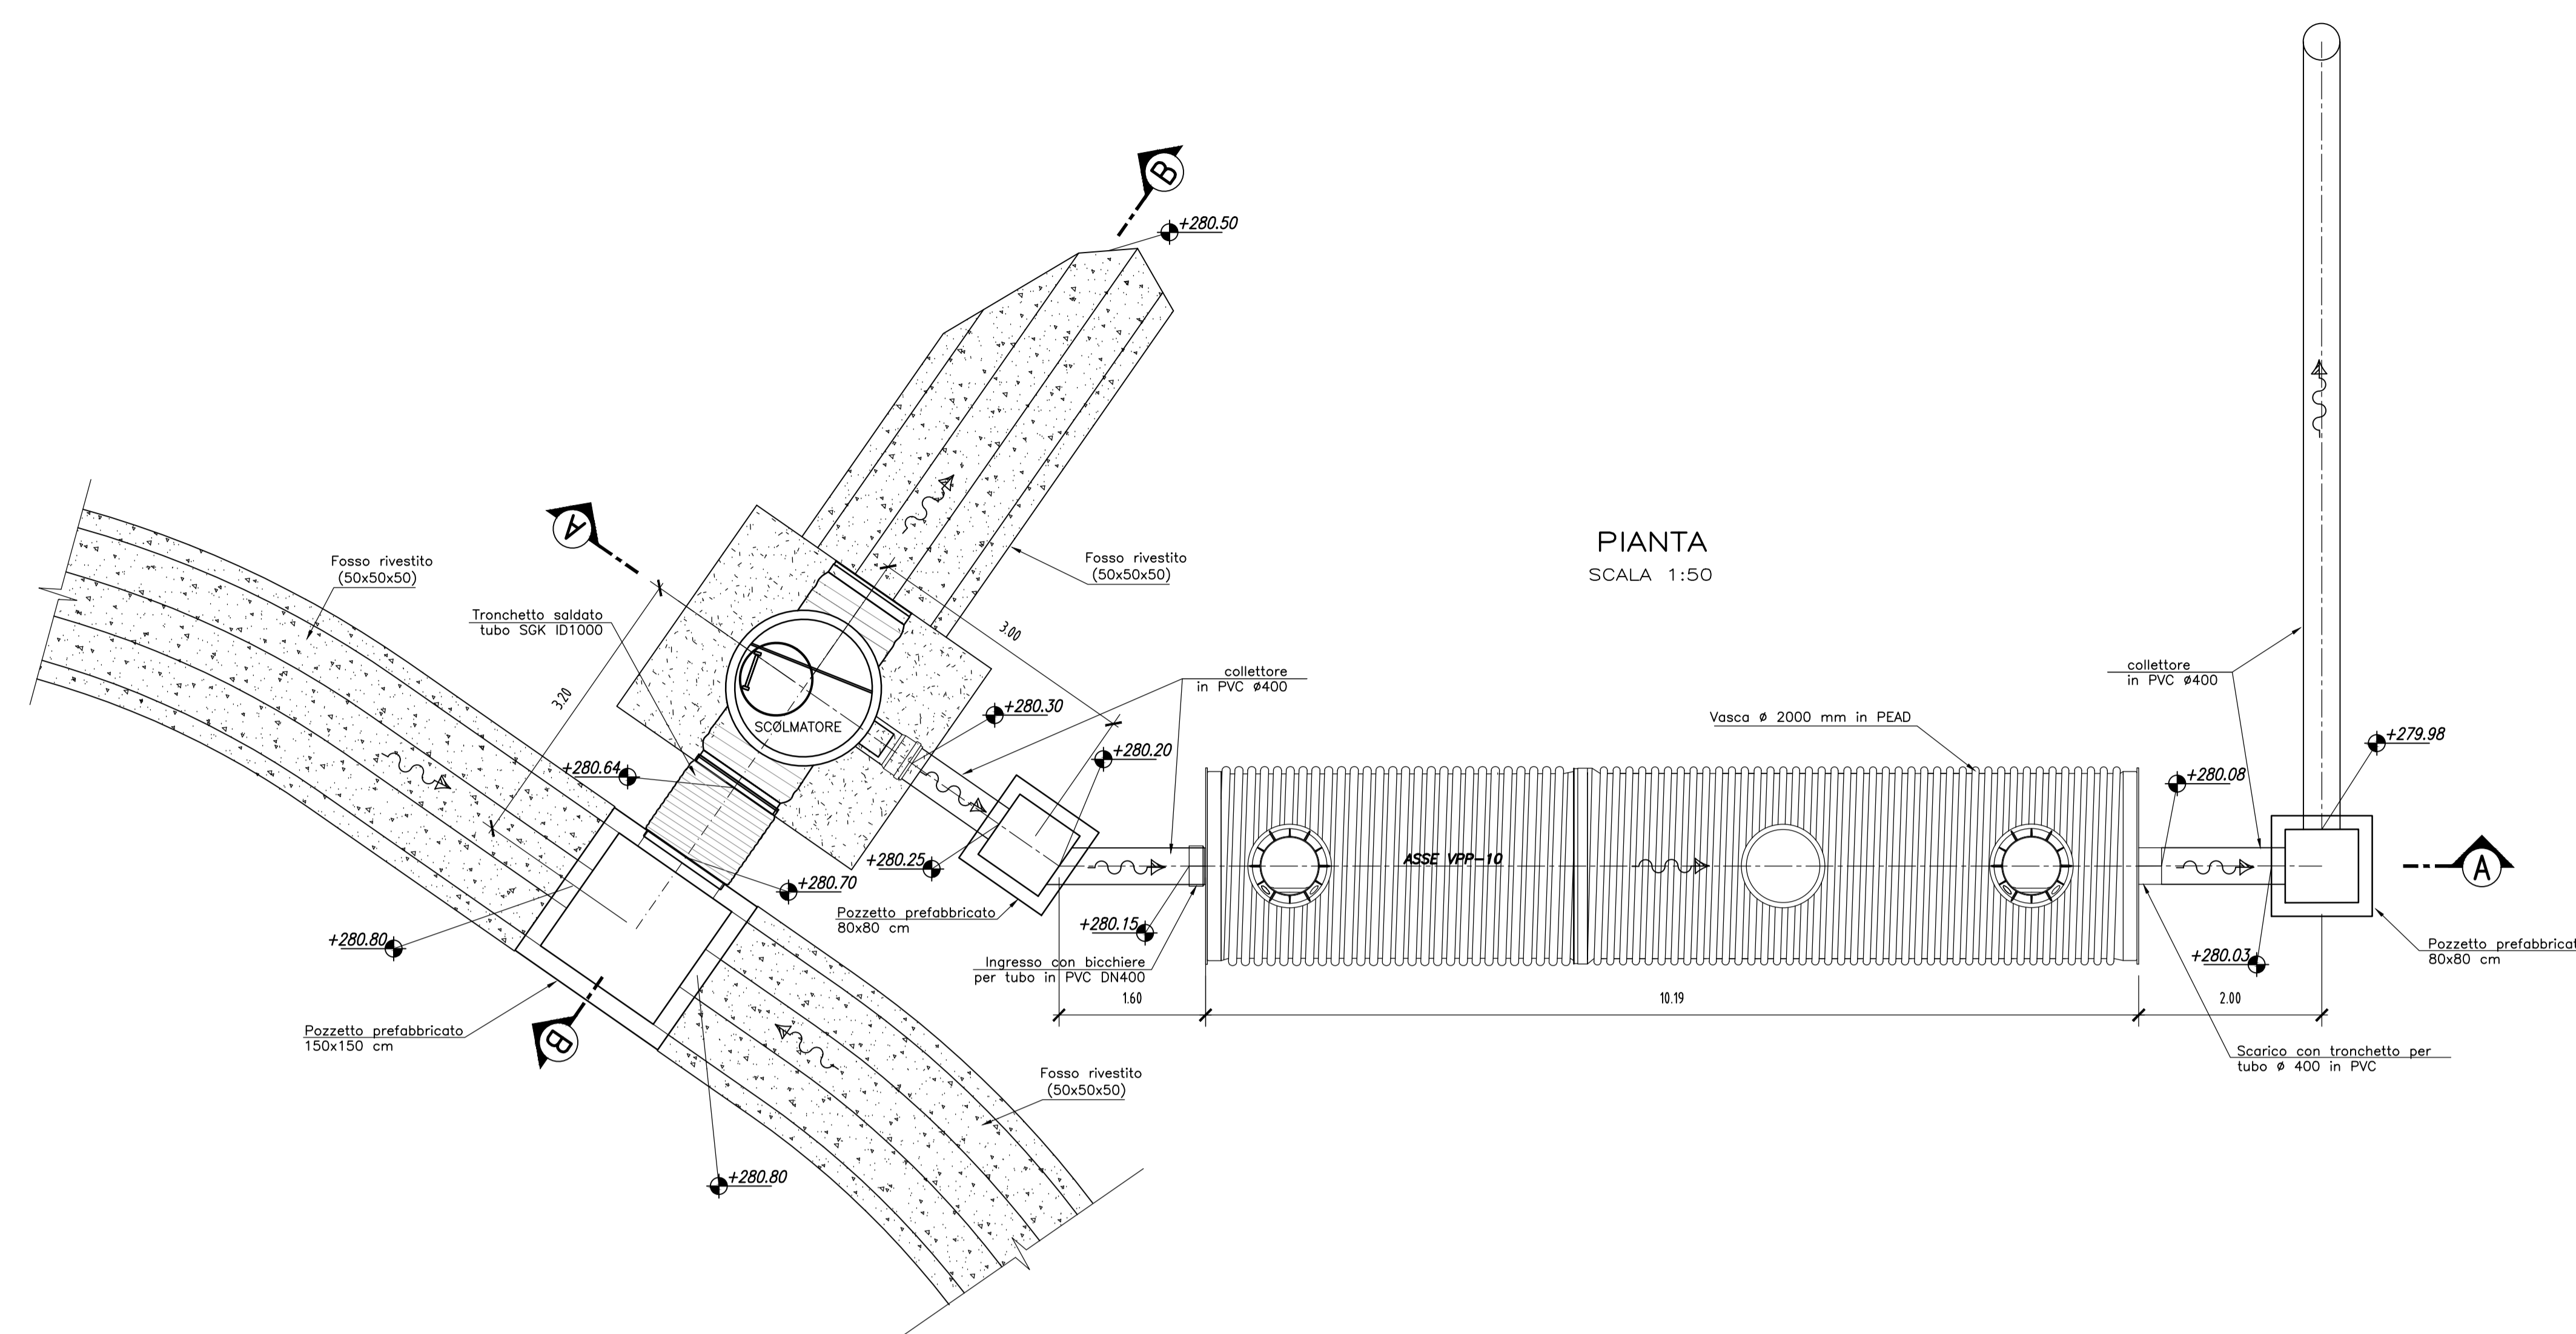 B
+280.50
PIANTA
SCALA 1:50
A
Fosso rivestito
(50x50x50)
Fosso rivestito
(50x50x50)
Tronchetto saldato
tubo SGK ID1000
3.00
3.20
SCOLMATORE
collettore
in PVC Ø400
collettore
in PVC Ø400
+280.30
Vasca Ø 2000 mm in PEAD
+279.98
+280.20
+280.64
+280.08
ASSE VPP-10
+280.25
+280.70
A
Pozzetto prefabbricato
80x80 cm
+280.15
+280.80
Pozzetto prefabbricat
80x80 cm
+280.03
Ingresso con bicchiere
per tubo in PVC DN400
1.60
10.19
2.00
Pozzetto prefabbricato
150x150 cm
B
Scarico con tronchetto per
tubo Ø 400 in PVC
Fosso rivestito
(50x50x50)
+280.80